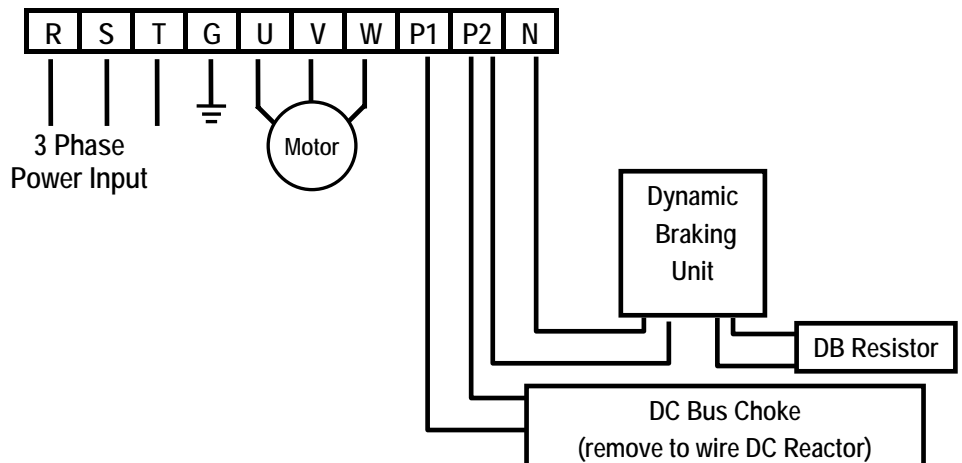 R S T G U V W P1 P2 N
3 Phase
Power Input
Motor
Dynamic
Braking
Unit
DB Resistor
DC Bus Choke
(remove to wire DC Reactor)